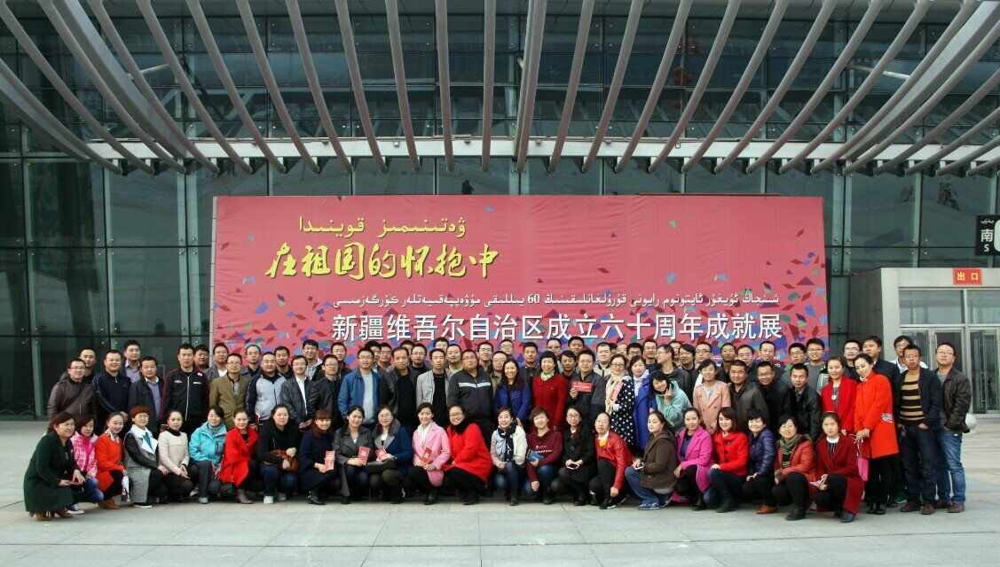 ۋەتىنىمىز قوينىدا
在祖国的怀抱中
شىنجاڭ ئۇيغۇر ئاپتونوم رايونى قۇرۇلغانلىقىنىڭ 60 يىللىقى مۇۋەپپەقىيەتلەر كۆرگەزمىسى
新疆维吾尔自治区成立六十周年成就展
南
S
出口